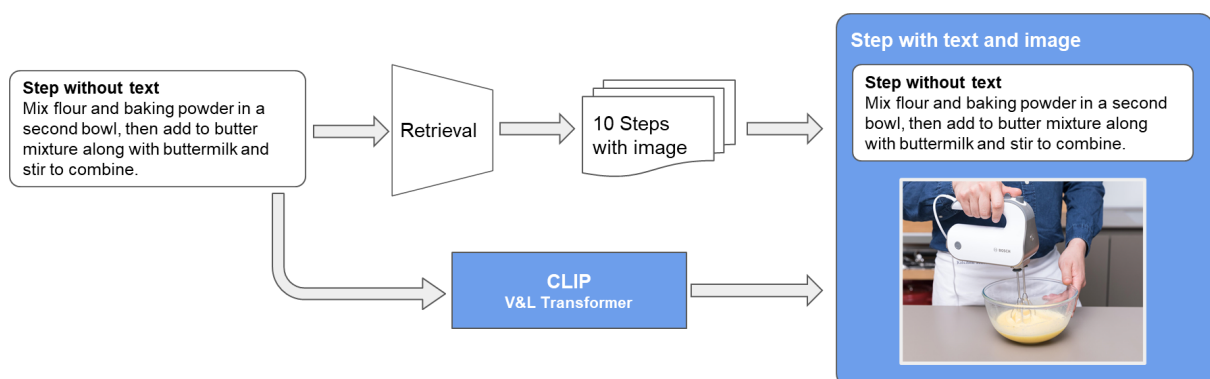 Step without text
Mix flour and baking powder in a
second bowl, then add to butter
mixture along with buttermilk and
stir to combine.
Retrieval
10 Steps
with image
CLIP
V&L Transformer
Step with text and image
Step without text
Mix flour and baking powder in a second
bowl, then add to butter mixture along
with buttermilk and stir to combine.
BOSCH